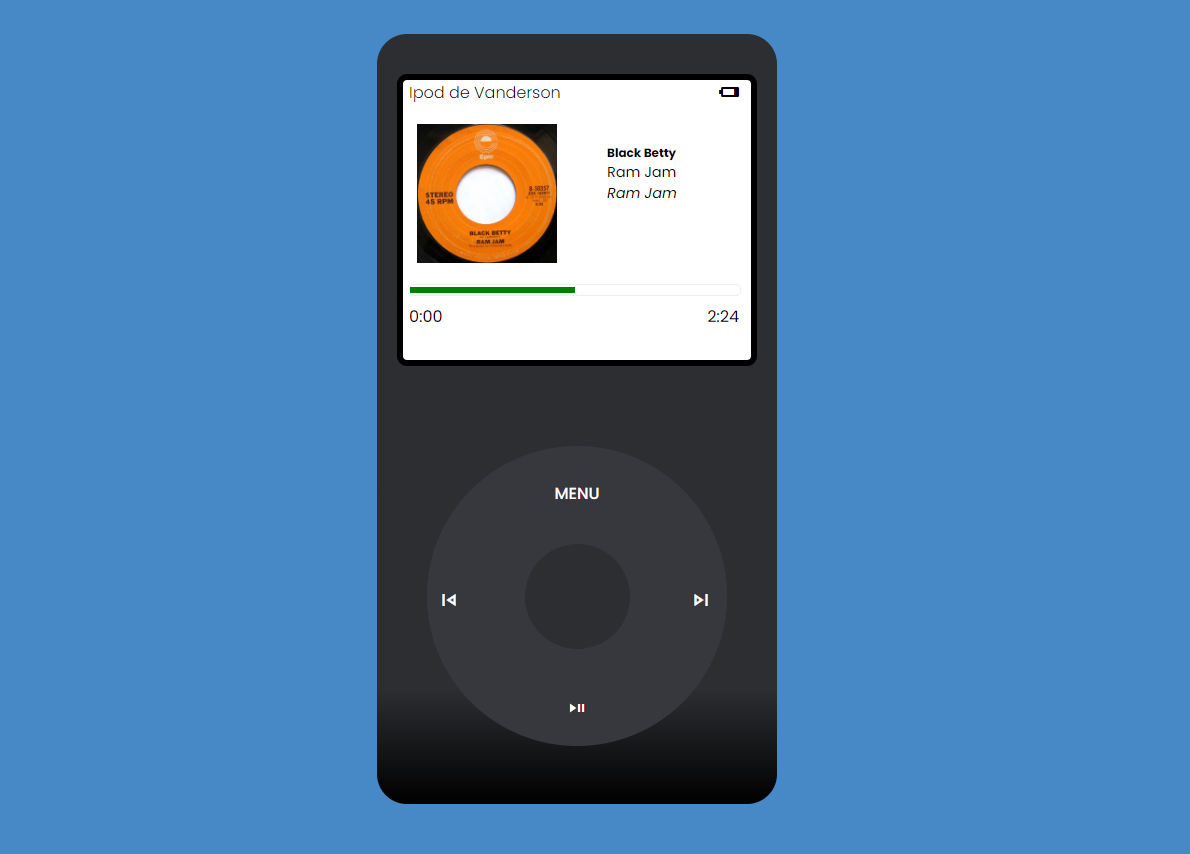 Ipod de Vanderson
Epic
STEREO
45 RPM
BLACK BETTY
RAM JAM
Black Betty
Ram Jam
Ram Jam
0:00
2:24
MENU